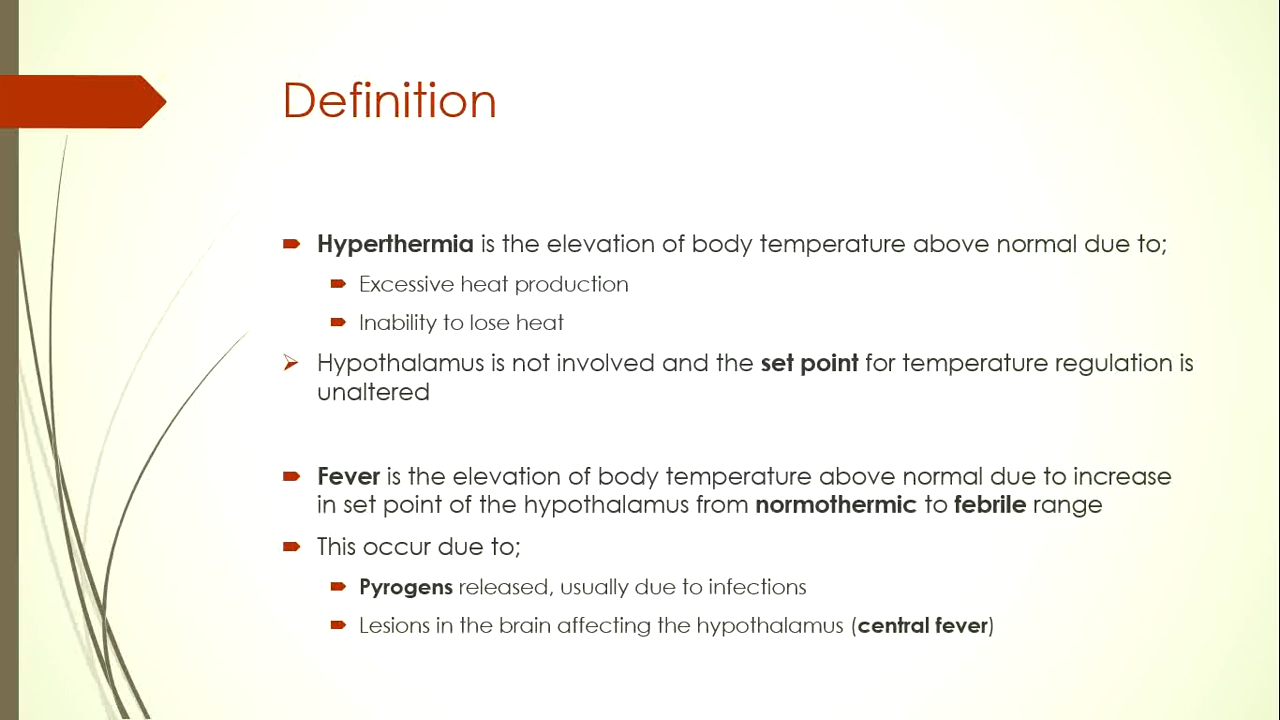 Definition
Hyperthermia is the elevation of body temperature above normal due to;
Excessive heat production
Inability to lose heat
Hypothalamus is not involved and the set point for temperature regulation is
unaltered
Fever is the elevation of body temperature above normal due to increase
in set point of the hypothalamus from normothermic to febrile range
This occur due to;
Pyrogens released, usually due to infections
Lesions in the brain affecting the hypothalamus (central fever)